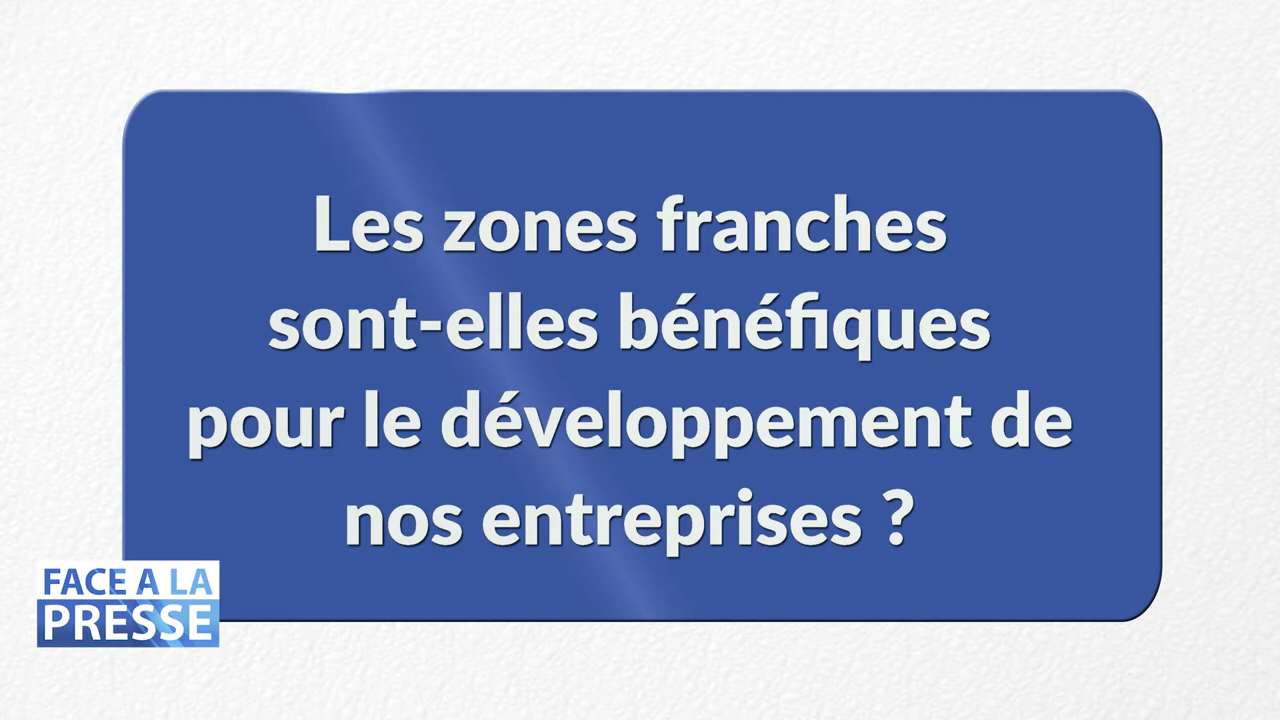 Les zones franches
sont-elles bénéfiques
pour le développement de
nos entreprises ?
FACE A LA
PRESSE